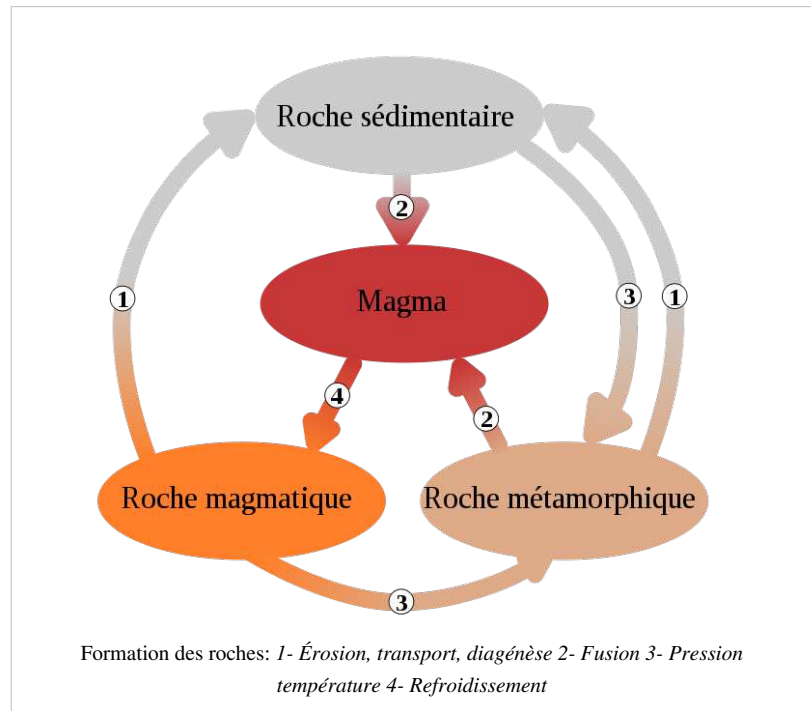 Roche sédimentaire
2
Magma
1
3
1
4
2
Roche magmatique
Roche métamorphique
3
Formation des roches: 1- Érosion, transport, diagénèse 2- Fusion 3- Pression
température 4- Refroidissement